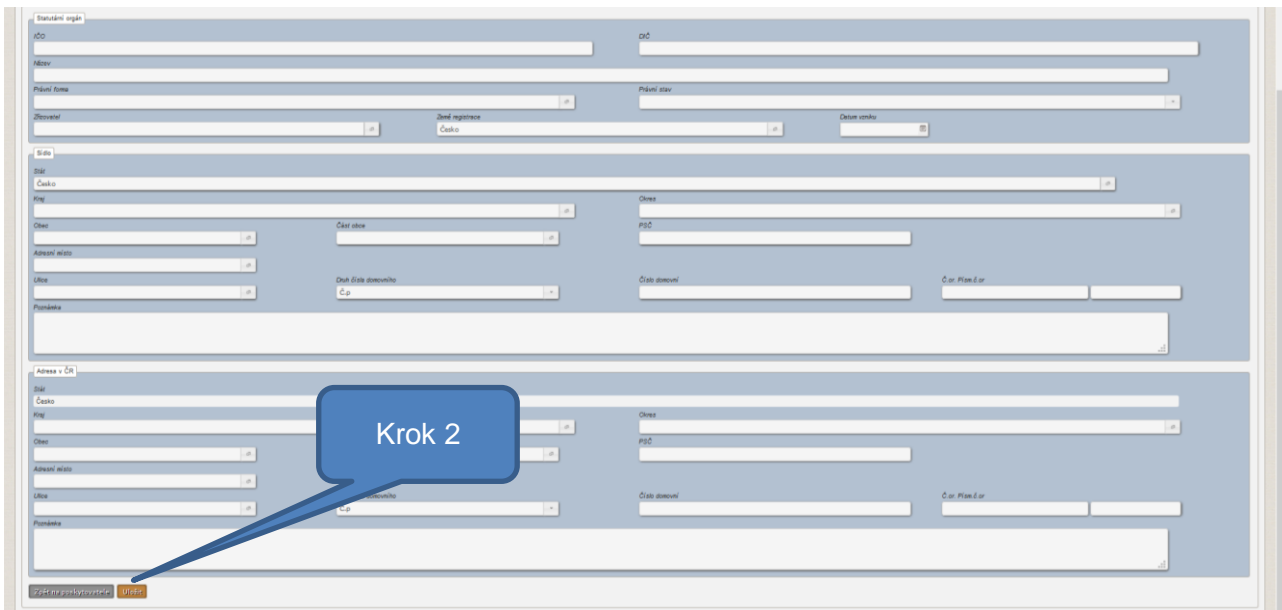 Statutární orgán
IČO DIČ
Název
Právní forma Právní stav
Zřizovatel Země registrace Datum vzniku
Česko
Sídlo
Stát
Česko
Kraj Okres
Obec Část obce PSČ
Adresní místo
Ulice Druh čísla domovního Číslo domovní Č.or. Písm.č.or
Č.p
Poznámka
Adresa v ČR
Stát
Česko
Kraj Okres
Krok 2
Obec PSČ
Adresní místo
Ulice domovního Číslo domovní Č.or. Písm.č.or
Č.p
Poznámka
Zpět na poskytovatele Uložit